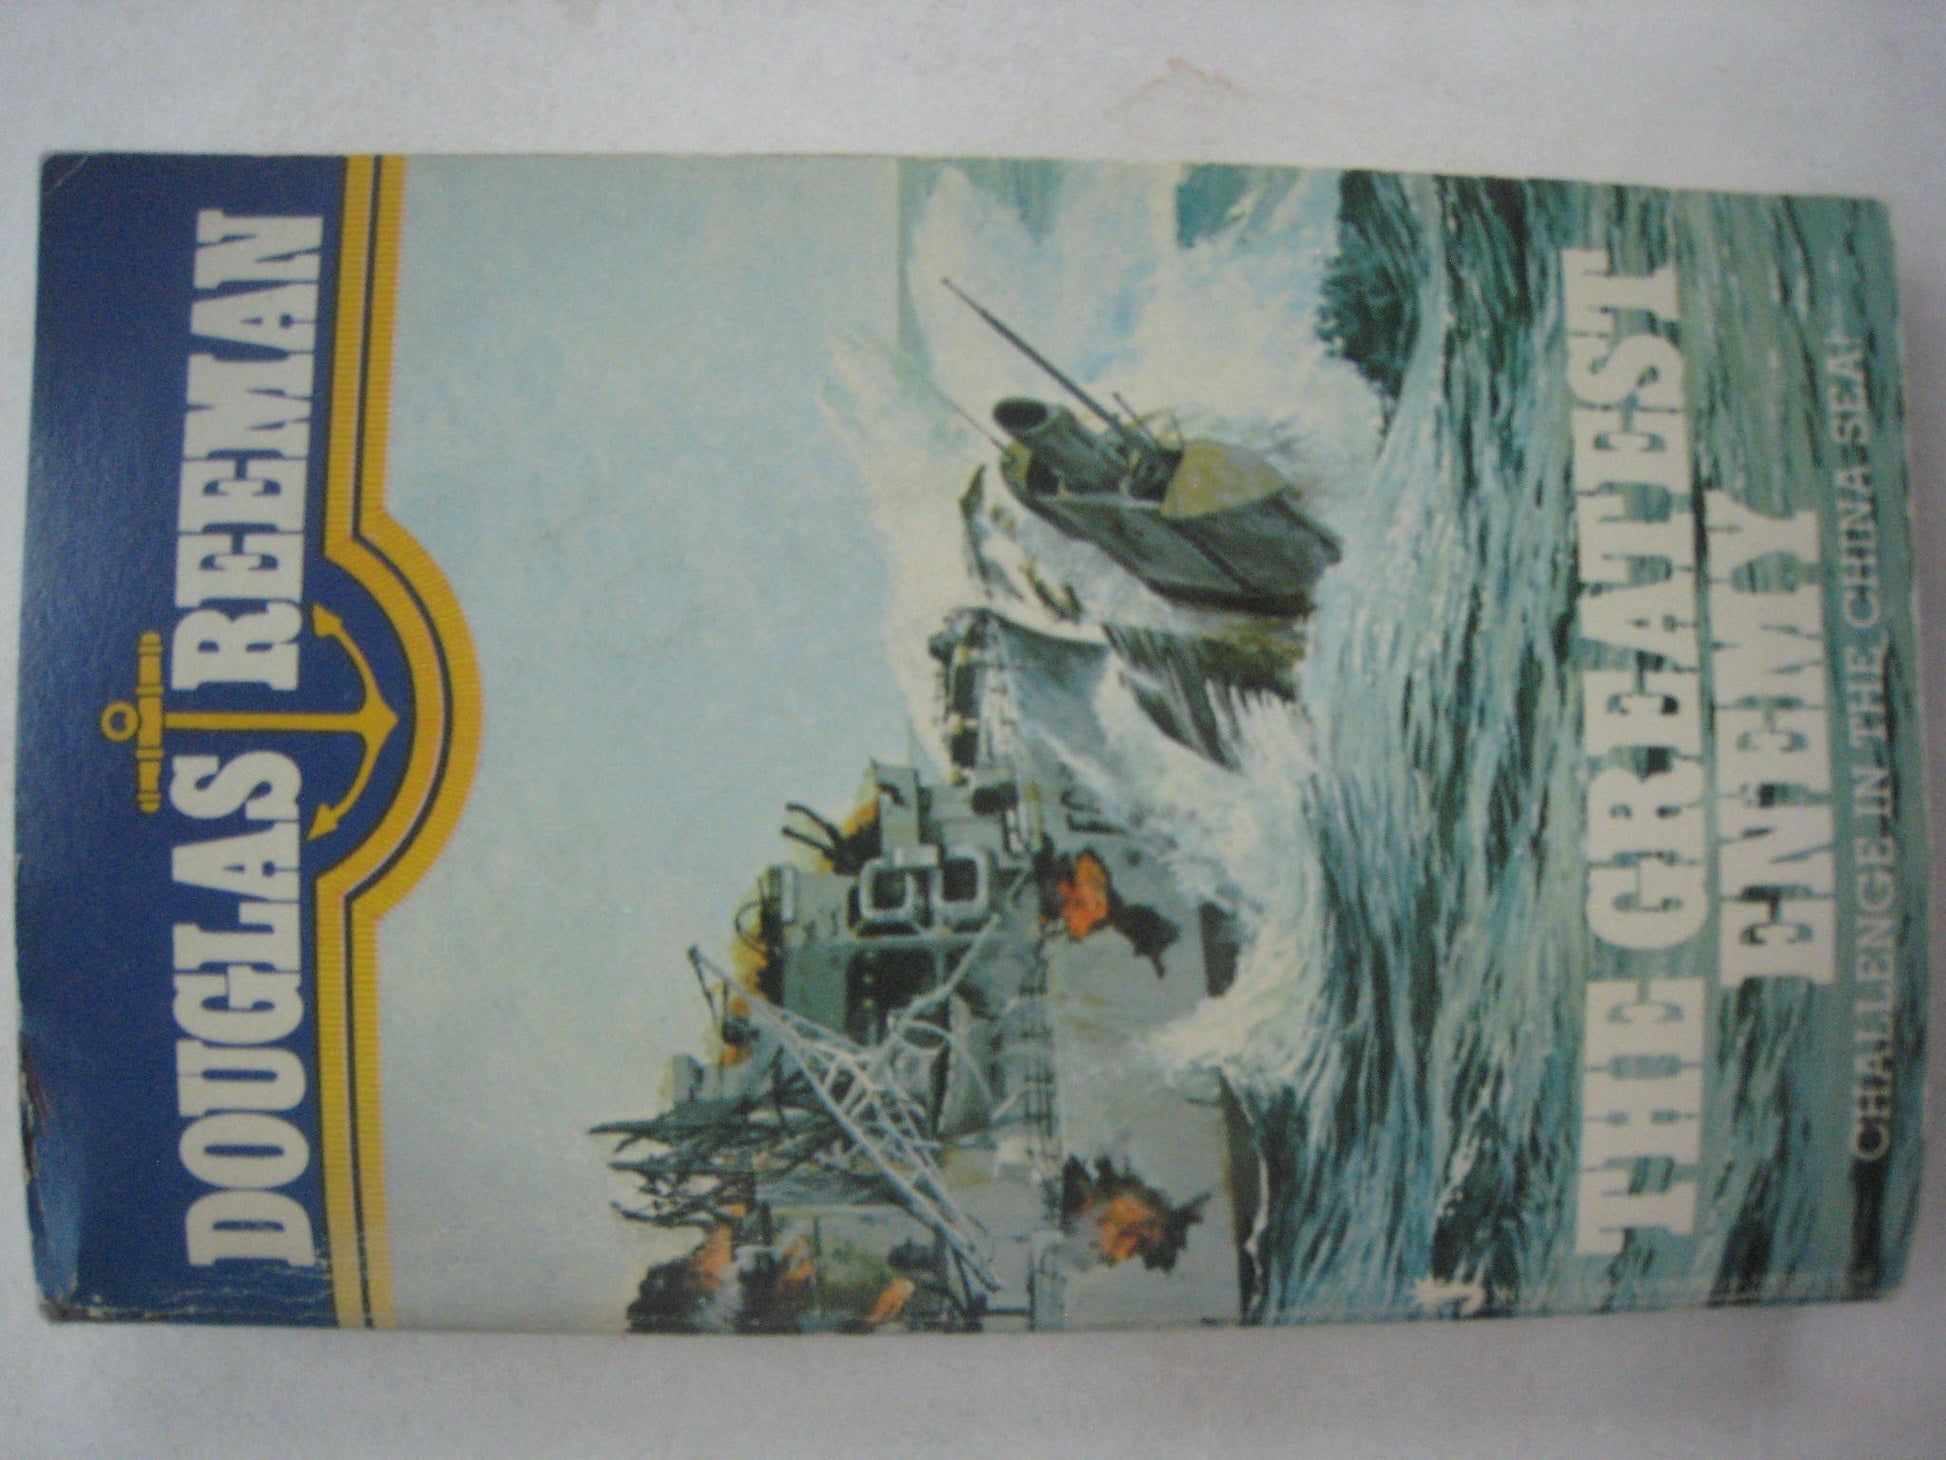 DOUGLAS REEMAN
THE GREATEST
ENEMY
CHALLENGE IN THE CHINA SEA!